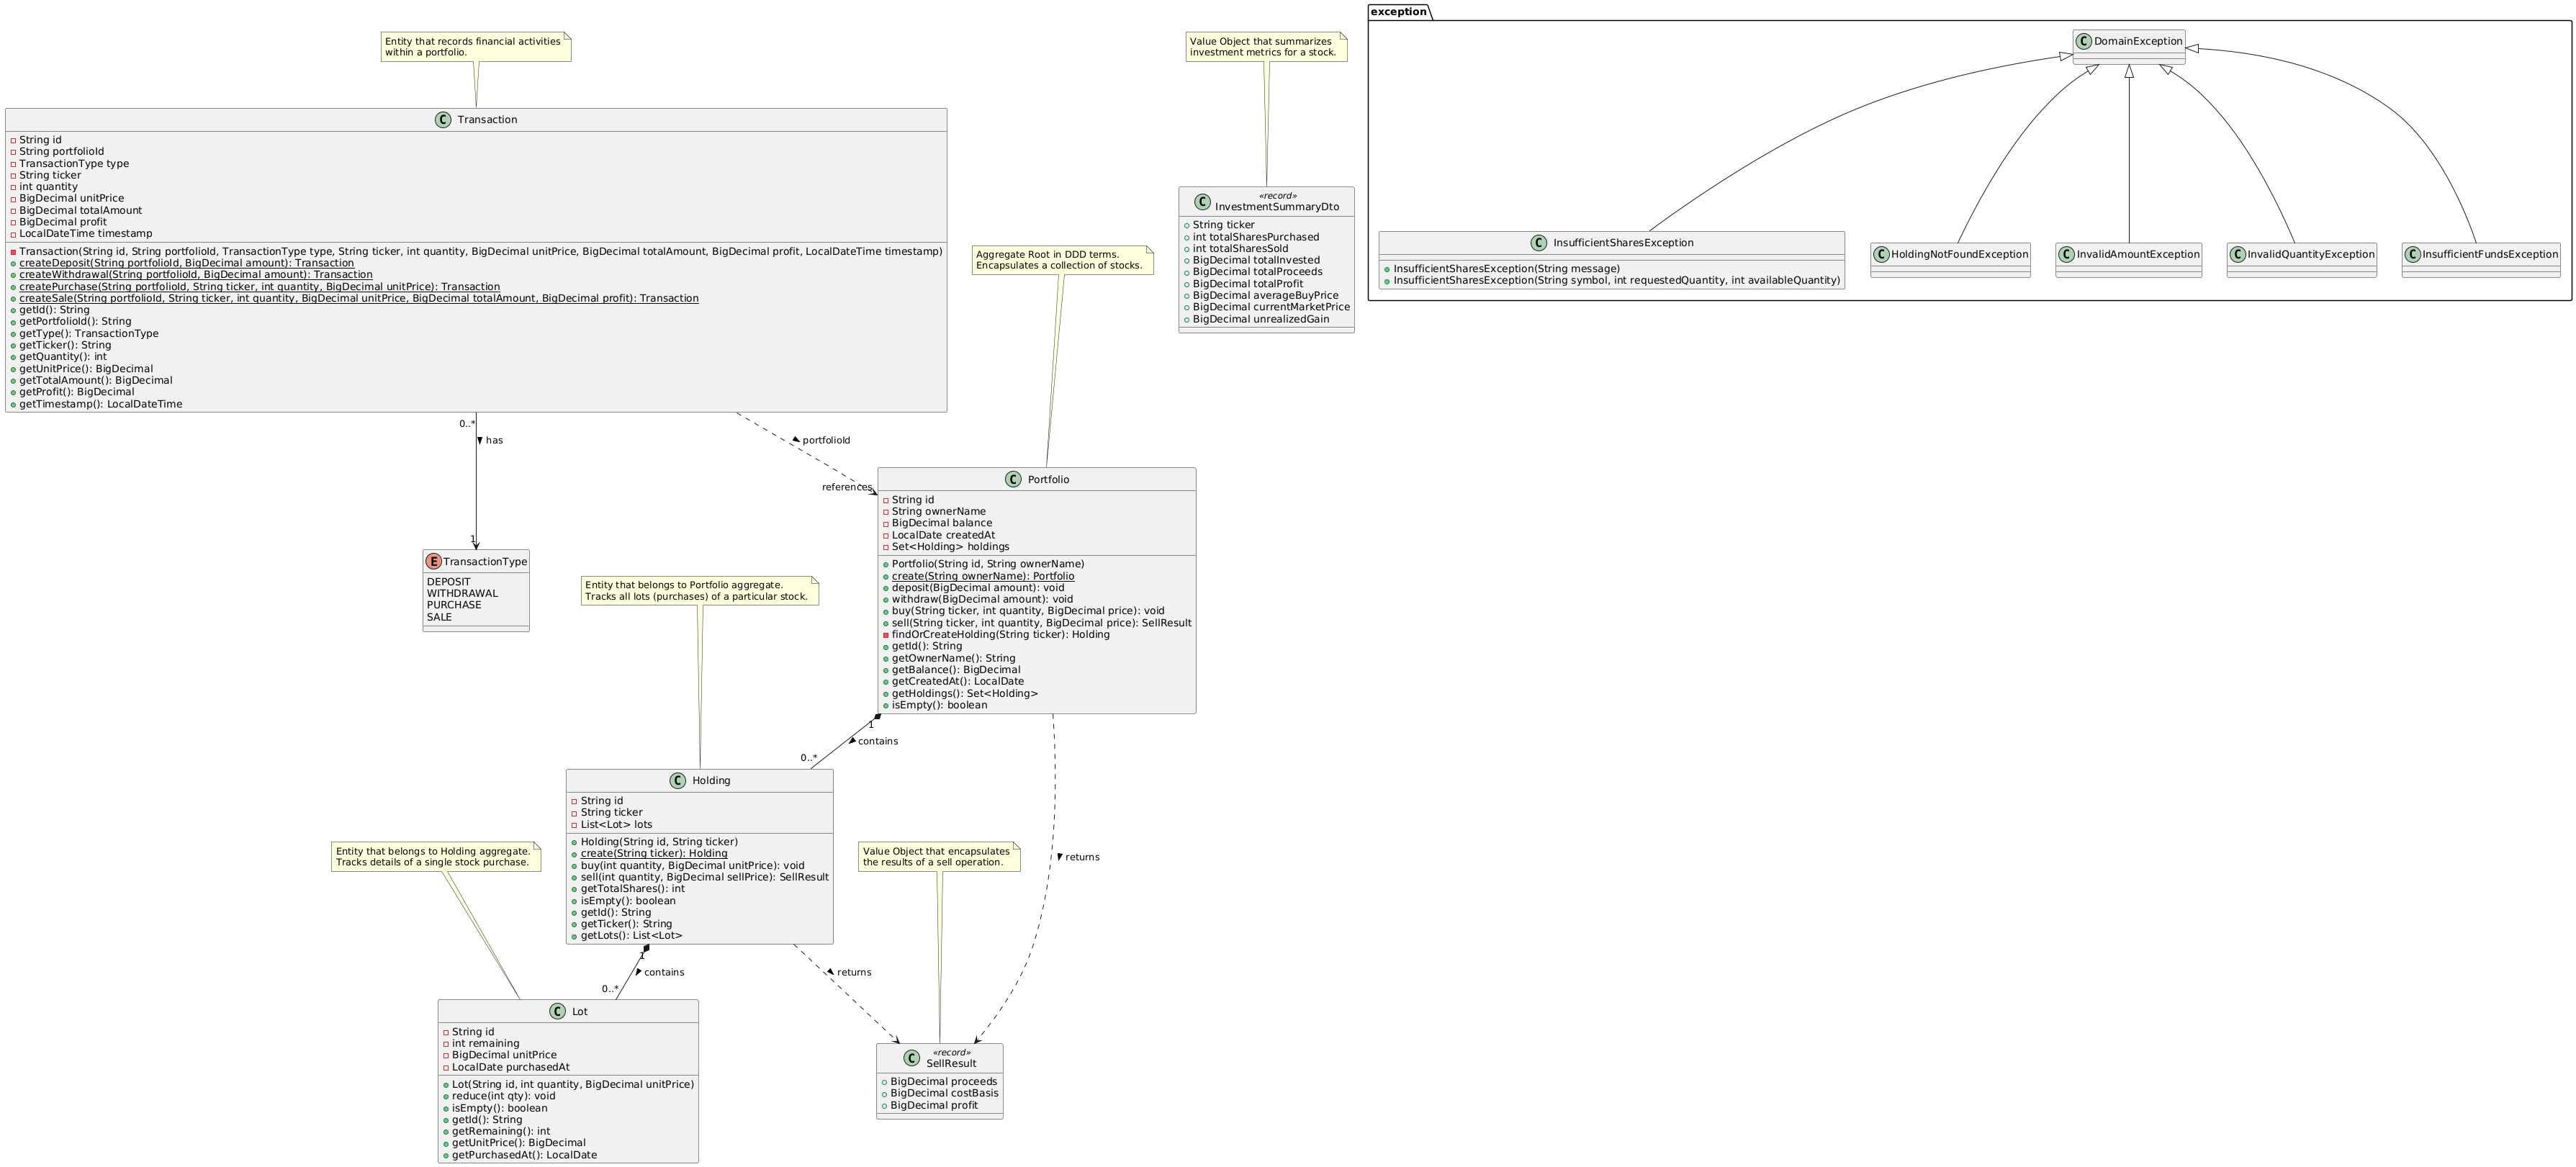 Entity that records financial activities
within a portfolio.
C Transaction
String id
String portfolioId
TransactionType type
String ticker
int quantity
BigDecimal unitPrice
BigDecimal totalAmount
BigDecimal profit
LocalDateTime timestamp
Transaction(String id, String portfolioId, TransactionType type, String ticker, int quantity, BigDecimal unitPrice, BigDecimal totalAmount, BigDecimal profit, LocalDateTime timestamp)
createDeposit(String portfolioId, BigDecimal amount): Transaction
createWithdrawal(String portfolioId, BigDecimal amount): Transaction
createPurchase(String portfolioId, String ticker, int quantity, BigDecimal unitPrice): Transaction
createSale(String portfolioId, String ticker, int quantity, BigDecimal unitPrice, BigDecimal totalAmount, BigDecimal profit): Transaction
getId(): String
getPortfolioId(): String
getType(): TransactionType
getTicker(): String
getQuantity(): int
getUnitPrice(): BigDecimal
getTotalAmount(): BigDecimal
getProfit(): BigDecimal
getTimestamp(): LocalDateTime
Value Object that summarizes
investment metrics for a stock.
«record»
C InvestmentSummaryDto
String ticker
int totalSharesPurchased
int totalSharesSold
BigDecimal totalInvested
BigDecimal totalProceeds
BigDecimal totalProfit
BigDecimal averageBuyPrice
BigDecimal currentMarketPrice
BigDecimal unrealizedGain
exception
C DomainException
C InsufficientSharesException
InsufficientSharesException(String message)
InsufficientSharesException(String symbol, int requestedQuantity, int availableQuantity)
C HoldingNotFoundException
C InvalidAmountException
C InvalidQuantityException
C InsufficientFundsException
Aggregate Root in DDD terms.
Encapsulates a collection of stocks.
0..*
has
1
portfolioId
references
E TransactionType
DEPOSIT
WITHDRAWAL
PURCHASE
SALE
C Portfolio
String id
String ownerName
BigDecimal balance
LocalDate createdAt
Set<Holding> holdings
Portfolio(String id, String ownerName)
create(String ownerName): Portfolio
deposit(BigDecimal amount): void
withdraw(BigDecimal amount): void
buy(String ticker, int quantity, BigDecimal price): void
sell(String ticker, int quantity, BigDecimal price): SellResult
findOrCreateHolding(String ticker): Holding
getId(): String
getOwnerName(): String
getBalance(): BigDecimal
getCreatedAt(): LocalDate
getHoldings(): Set<Holding>
isEmpty(): boolean
Entity that belongs to Portfolio aggregate.
Tracks all lots (purchases) of a particular stock.
1
contains
0..*
C Holding
String id
String ticker
List<Lot> lots
Holding(String id, String ticker)
create(String ticker): Holding
buy(int quantity, BigDecimal unitPrice): void
sell(int quantity, BigDecimal sellPrice): SellResult
getTotalShares(): int
isEmpty(): boolean
getId(): String
getTicker(): String
getLots(): List<Lot>
Entity that belongs to Holding aggregate.
Tracks details of a single stock purchase.
Value Object that encapsulates
the results of a sell operation.
returns
1
contains
0..*
returns
C Lot
String id
int remaining
BigDecimal unitPrice
LocalDate purchasedAt
Lot(String id, int quantity, BigDecimal unitPrice)
reduce(int qty): void
isEmpty(): boolean
getId(): String
getRemaining(): int
getUnitPrice(): BigDecimal
getPurchasedAt(): LocalDate
«record»
C SellResult
BigDecimal proceeds
BigDecimal costBasis
BigDecimal profit